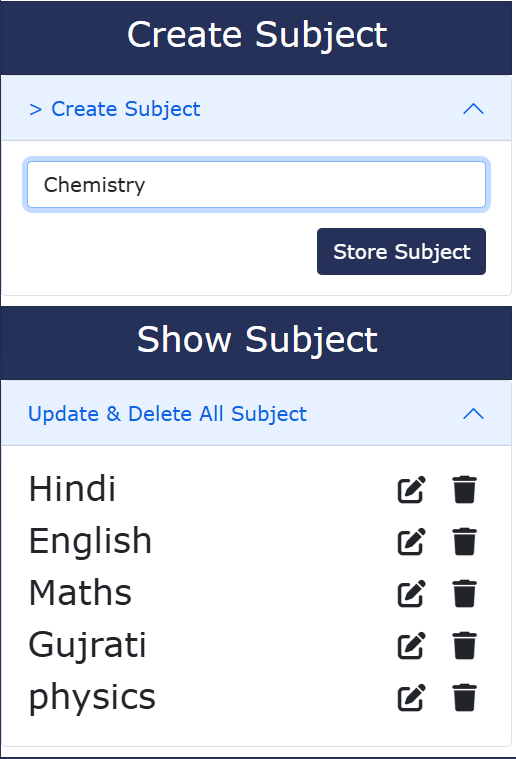 Create Subject
> Create Subject
Chemistry
Store Subject
Show Subject
Update & Delete All Subject
Hindi
English
Maths
Gujrati
physics